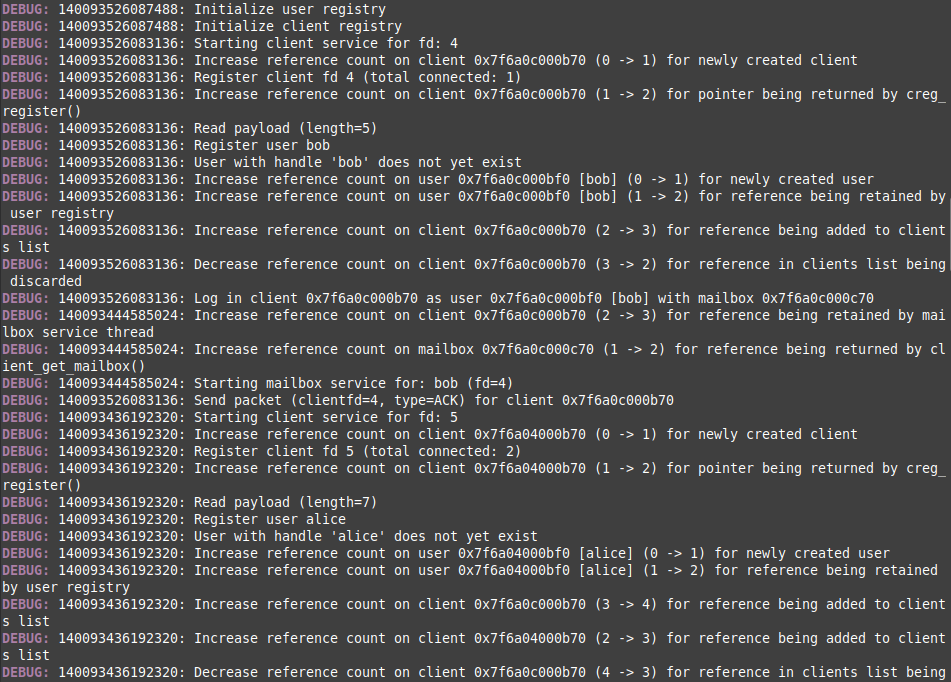 DEBUG: 140093526087488: Initialize user registry
DEBUG: 140093526087488: Initialize client registry
DEBUG: 140093526083136: Starting client service for fd: 4
DEBUG: 140093526083136: Increase reference count on client 0x7f6a0c000b70 (0 -> 1) for newly created client
DEBUG: 140093526083136: Register client fd 4 (total connected: 1)
DEBUG: 140093526083136: Increase reference count on client 0x7f6a0c000b70 (1 -> 2) for pointer being returned by creg_
register()
DEBUG: 140093526083136: Read payload (length=5)
DEBUG: 140093526083136: Register user bob
DEBUG: 140093526083136: User with handle 'bob' does not yet exist
DEBUG: 140093526083136: Increase reference count on user 0x7f6a0c000bf0 [bob] (0 -> 1) for newly created user
DEBUG: 140093526083136: Increase reference count on user 0x7f6a0c000bf0 [bob] (1 -> 2) for reference being retained by
 user registry
DEBUG: 140093526083136: Increase reference count on client 0x7f6a0c000b70 (2 -> 3) for reference being added to client
s list
DEBUG: 140093526083136: Decrease reference count on client 0x7f6a0c000b70 (3 -> 2) for reference in clients list being
 discarded
DEBUG: 140093526083136: Log in client 0x7f6a0c000b70 as user 0x7f6a0c000bf0 [bob] with mailbox 0x7f6a0c000c70
DEBUG: 140093444585024: Increase reference count on client 0x7f6a0c000b70 (2 -> 3) for reference being retained by mai
lbox service thread
DEBUG: 140093444585024: Increase reference count on mailbox 0x7f6a0c000c70 (1 -> 2) for reference being returned by cl
ient_get_mailbox()
DEBUG: 140093444585024: Starting mailbox service for: bob (fd=4)
DEBUG: 140093526083136: Send packet (clientfd=4, type=ACK) for client 0x7f6a0c000b70
DEBUG: 140093436192320: Starting client service for fd: 5
DEBUG: 140093436192320: Increase reference count on client 0x7f6a04000b70 (0 -> 1) for newly created client
DEBUG: 140093436192320: Register client fd 5 (total connected: 2)
DEBUG: 140093436192320: Increase reference count on client 0x7f6a04000b70 (1 -> 2) for pointer being returned by creg_
register()
DEBUG: 140093436192320: Read payload (length=7)
DEBUG: 140093436192320: Register user alice
DEBUG: 140093436192320: User with handle 'alice' does not yet exist
DEBUG: 140093436192320: Increase reference count on user 0x7f6a04000bf0 [alice] (0 -> 1) for newly created user
DEBUG: 140093436192320: Increase reference count on user 0x7f6a04000bf0 [alice] (1 -> 2) for reference being retained
by user registry
DEBUG: 140093436192320: Increase reference count on client 0x7f6a0c000b70 (3 -> 4) for reference being added to client
s list
DEBUG: 140093436192320: Increase reference count on client 0x7f6a04000b70 (2 -> 3) for reference being added to client
s list
DEBUG: 140093436192320: Decrease reference count on client 0x7f6a0c000b70 (4 -> 3) for reference in clients list being